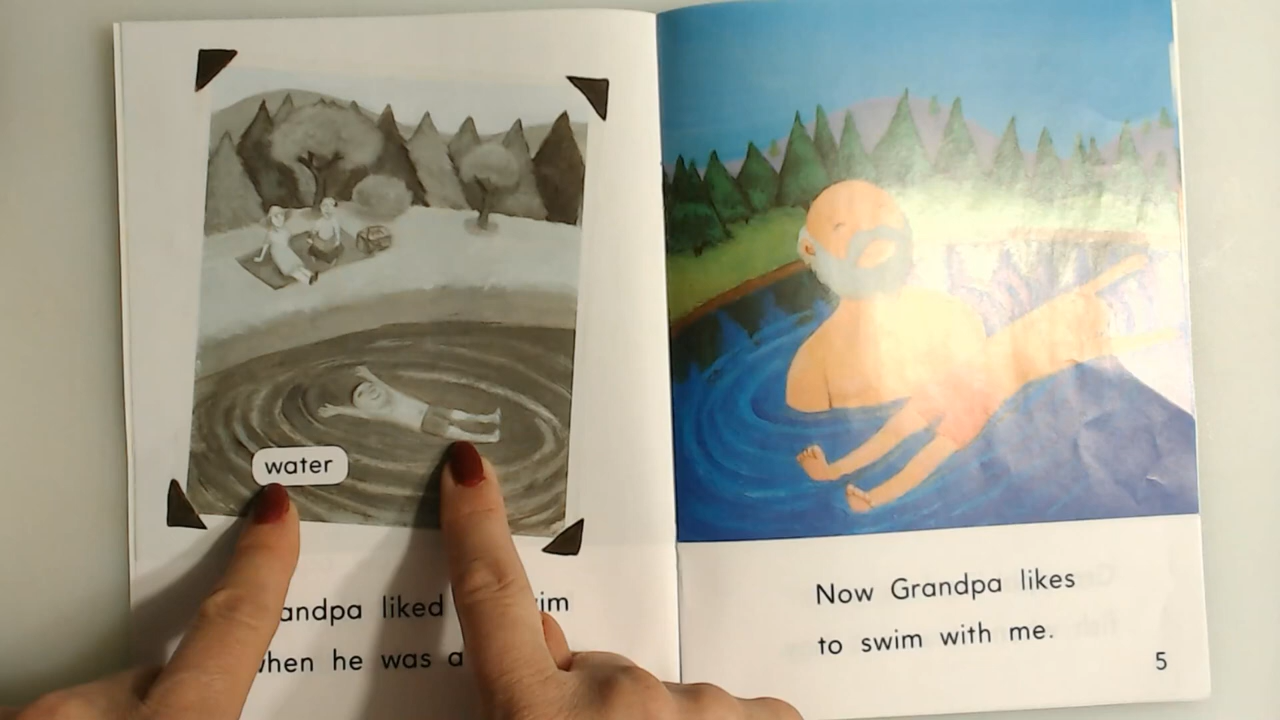 water
andpa liked im
when he was a
Now Grandpa likes
to swim with me.
5